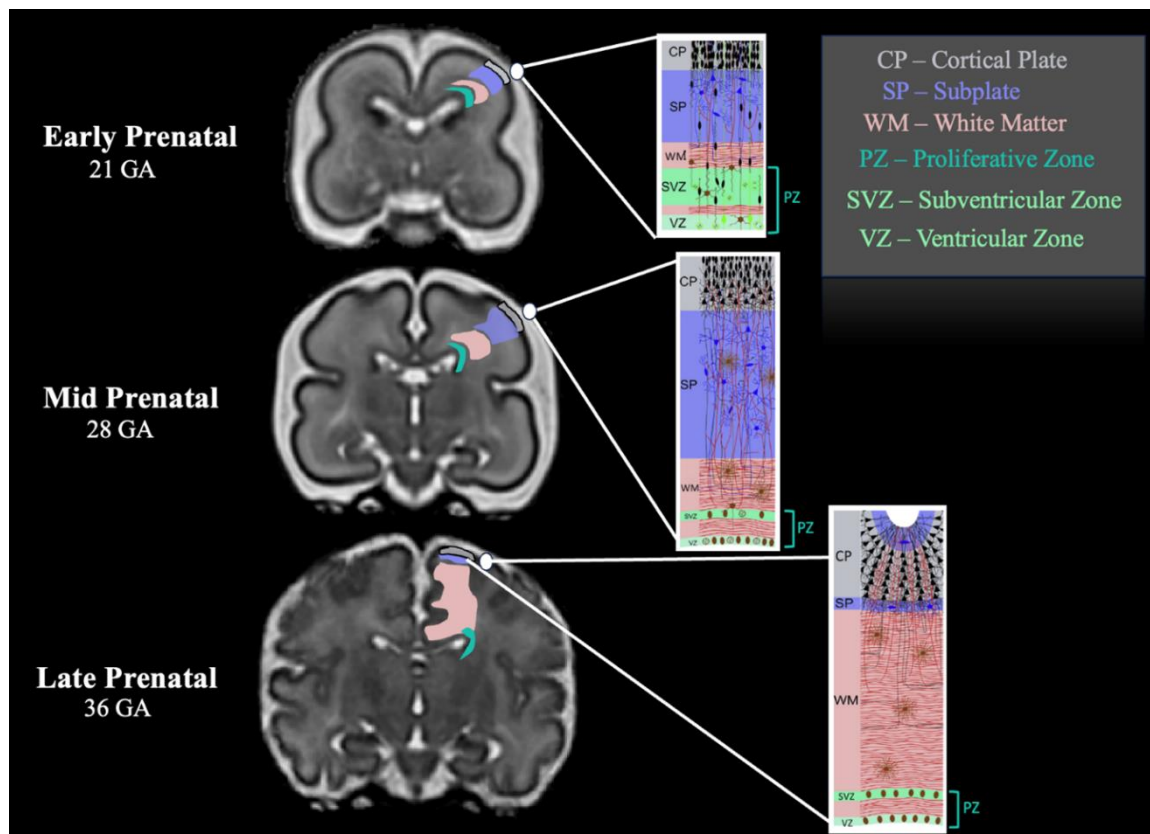 Early Prenatal
21 GA
CP
SP
WM
SVZ
VZ
PZ
CP – Cortical Plate
SP – Subplate
WM – White Matter
PZ – Proliferative Zone
SVZ – Subventricular Zone
VZ – Ventricular Zone
Mid Prenatal
28 GA
CP
SP
WM
SVZ
VZ
PZ
Late Prenatal
36 GA
CP
SP
WM
SVZ
VZ
PZ